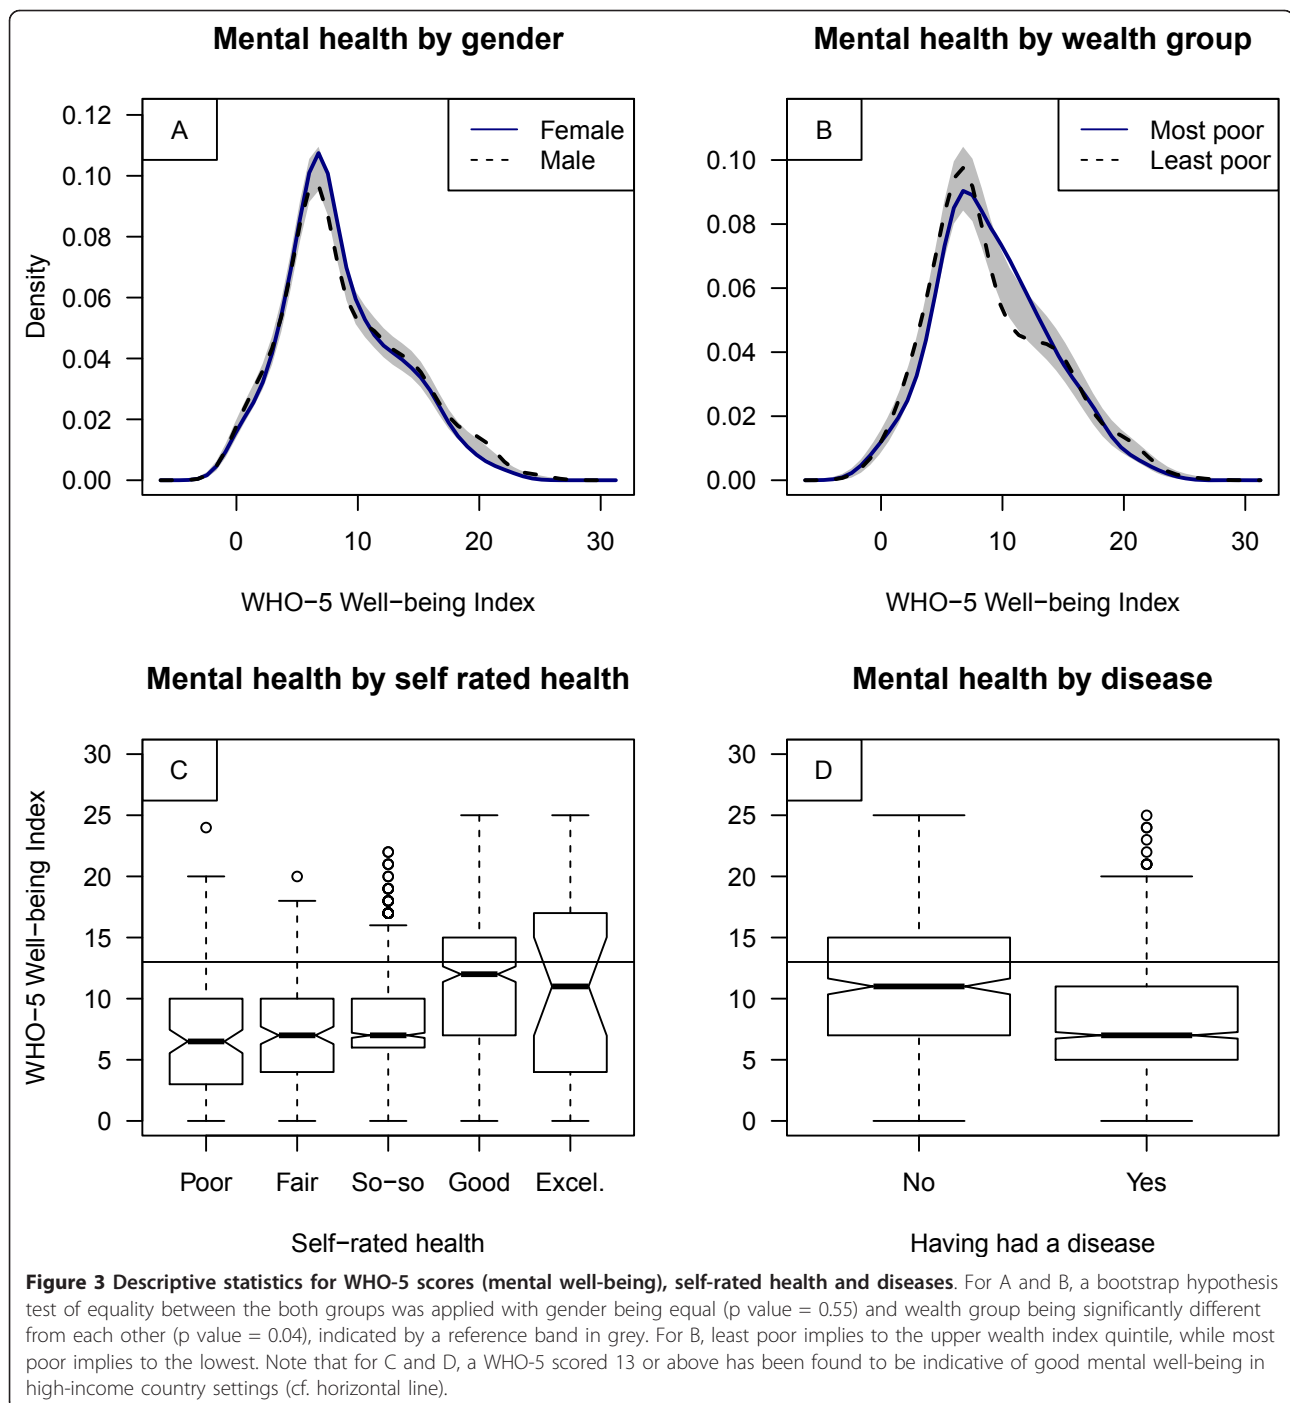 Mental health by gender
A
Female
Male
0.12
0.10
0.08
0.06
0.04
0.02
0.00
Density
0 10 20 30
WHO−5 Well−being Index
Mental health by wealth group
B
Most poor
Least poor
0.10
0.08
0.06
0.04
0.02
0.00
0 10 20 30
WHO−5 Well−being Index
Mental health by self rated health
C
30
25
20
15
10
5
0
WHO−5 Well−being Index
Poor Fair So−so Good Excel.
Self−rated health
Mental health by disease
D
30
25
20
15
10
5
0
No Yes
Having had a disease
Figure 3 Descriptive statistics for WHO-5 scores (mental well-being), self-rated health and diseases. For A and B, a bootstrap hypothesis
test of equality between the both groups was applied with gender being equal (p value = 0.55) and wealth group being significantly different
from each other (p value = 0.04), indicated by a reference band in grey. For B, least poor implies to the upper wealth index quintile, while most
poor implies to the lowest. Note that for C and D, a WHO-5 scored 13 or above has been found to be indicative of good mental well-being in
high-income country settings (cf. horizontal line).